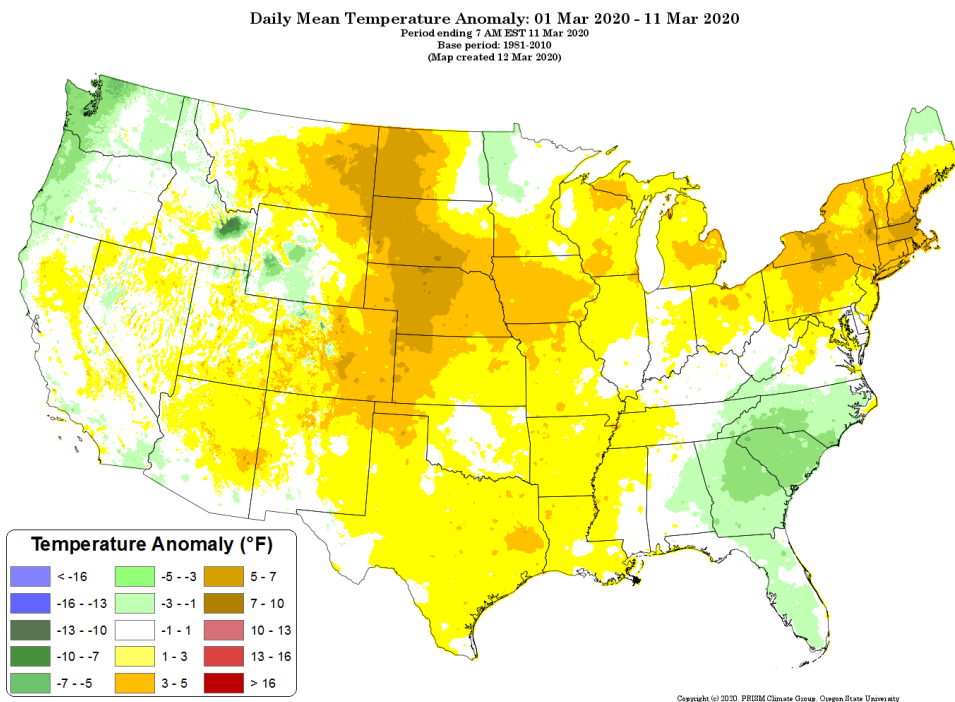 Daily Mean Temperature Anomaly: 01 Mar 2020 - 11 Mar 2020
Period ending 7 AM EST 11 Mar 2020
Base period: 1981-2010
(Map created 12 Mar 2020)
Temperature Anomaly (°F)
< -16
-16 - -13
-13 - -10
-10 - -7
-7 - -5
-5 - -3
-3 - -1
-1 - 1
1 - 3
3 - 5
5 - 7
7 - 10
10 - 13
13 - 16
> 16
Copyright (c) 2020, PRISM Climate Group, Oregon State University